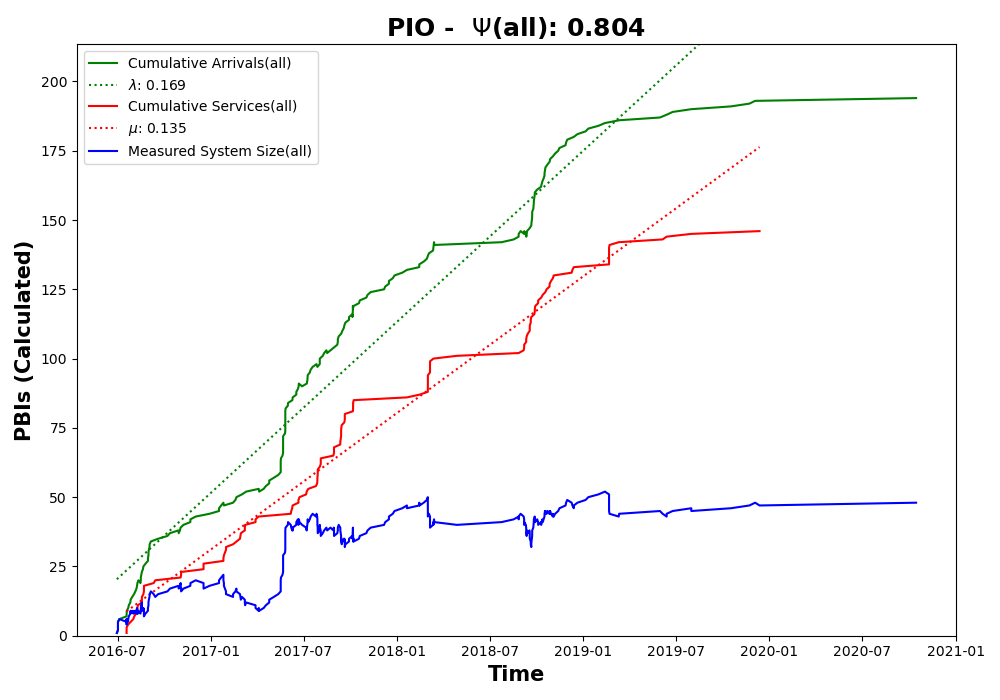 PIO -  Ψ(all): 0.804
Cumulative Arrivals(all)
λ: 0.169
Cumulative Services(all)
μ: 0.135
Measured System Size(all)
PBIs (Calculated)
200
175
150
125
100
75
50
25
0
2016-07 2017-01 2017-07 2018-01 2018-07 2019-01 2019-07 2020-01 2020-07 2021-01
Time